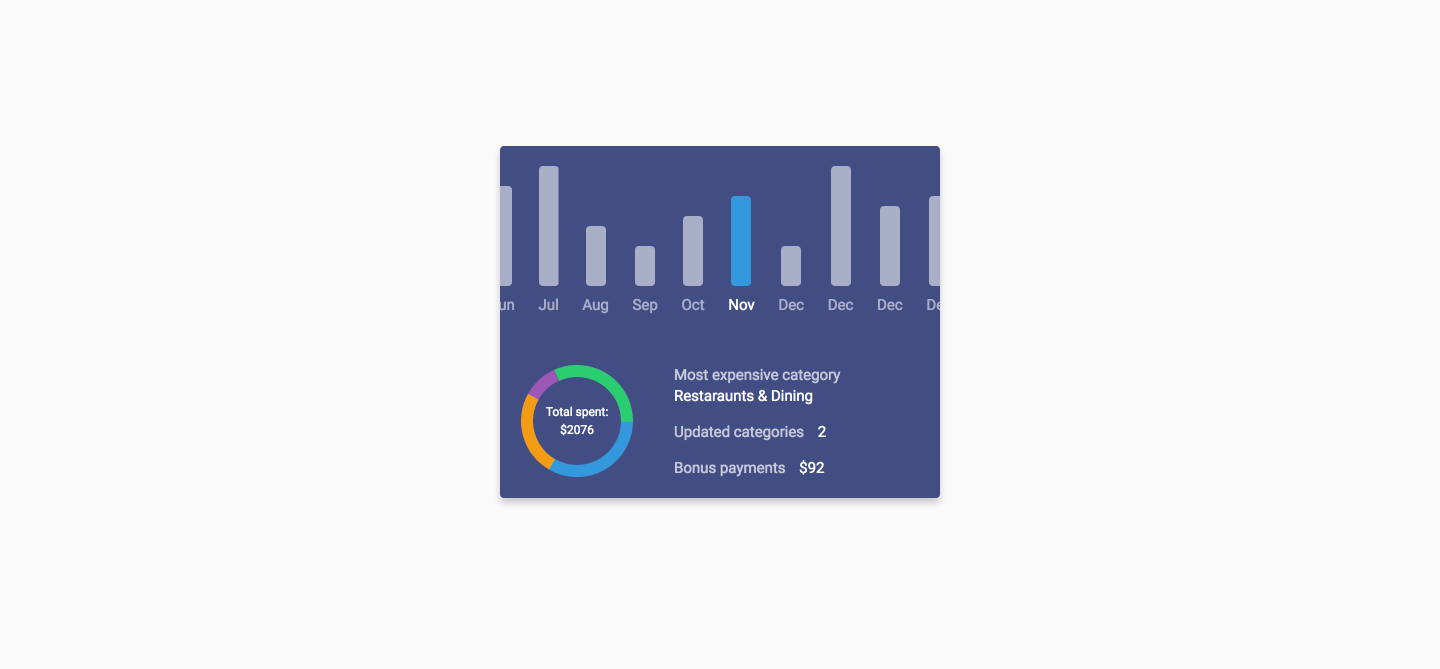 un Jul Aug Sep Oct Nov Dec Dec Dec De
Most expensive category
Restaraunts & Dining
Total spent:
$2076
Updated categories 2
Bonus payments $92